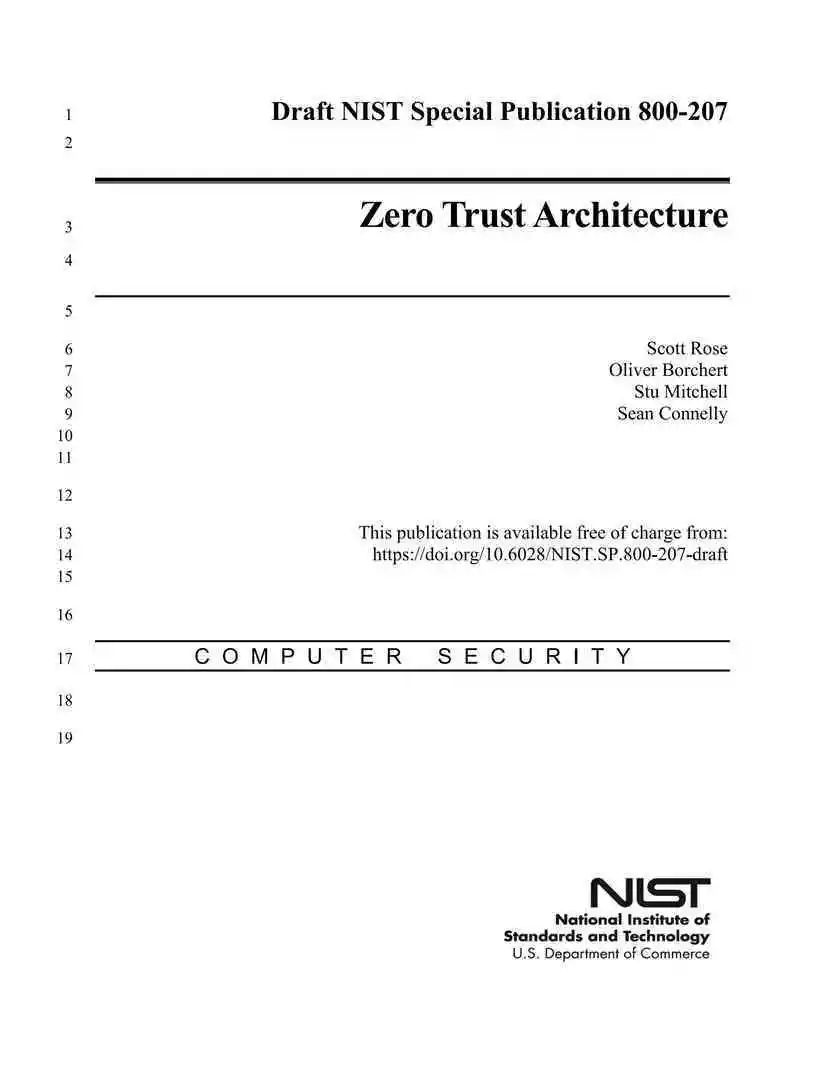 1 Draft NIST Special Publication 800-207
2
3 Zero Trust Architecture
4
5
6 Scott Rose
7 Oliver Borchert
8 Stu Mitchell
9 Sean Connelly
10
11
12
13 This publication is available free of charge from:
14 https://doi.org/10.6028/NIST.SP.800-207-draft
15
16
17 COMPUTER SECURITY
18
19
NIST
National Institute of
Standards and Technology
U.S. Department of Commerce